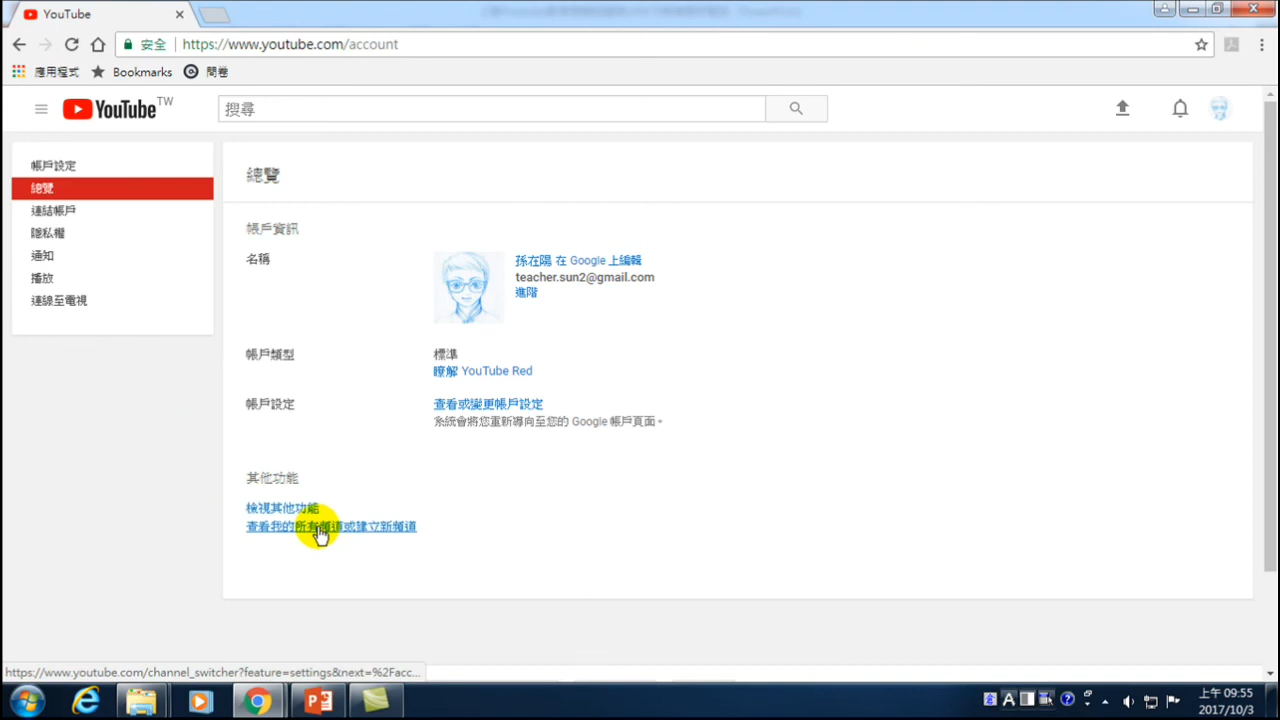 YouTube
安全 https://www.youtube.com/account
應用程式 Bookmarks 問卷
YouTube TW
搜尋
帳戶設定
總覽
連結帳戶
隱私權
通知
播放
連線至電視
總覽
帳戶資訊
名稱
孫在陽 在 Google 上編輯
teacher.sun2@gmail.com
進階
帳戶類型
標準
瞭解 YouTube Red
帳戶設定
查看或變更帳戶設定
系統會將您重新導向至您的 Google 帳戶頁面。
其他功能
檢視其他功能
查看我的所有頻道或建立新頻道
https://www.youtube.com/channel_switcher?feature=settings&next=%2Facc...
上午 09:55
2017/10/3